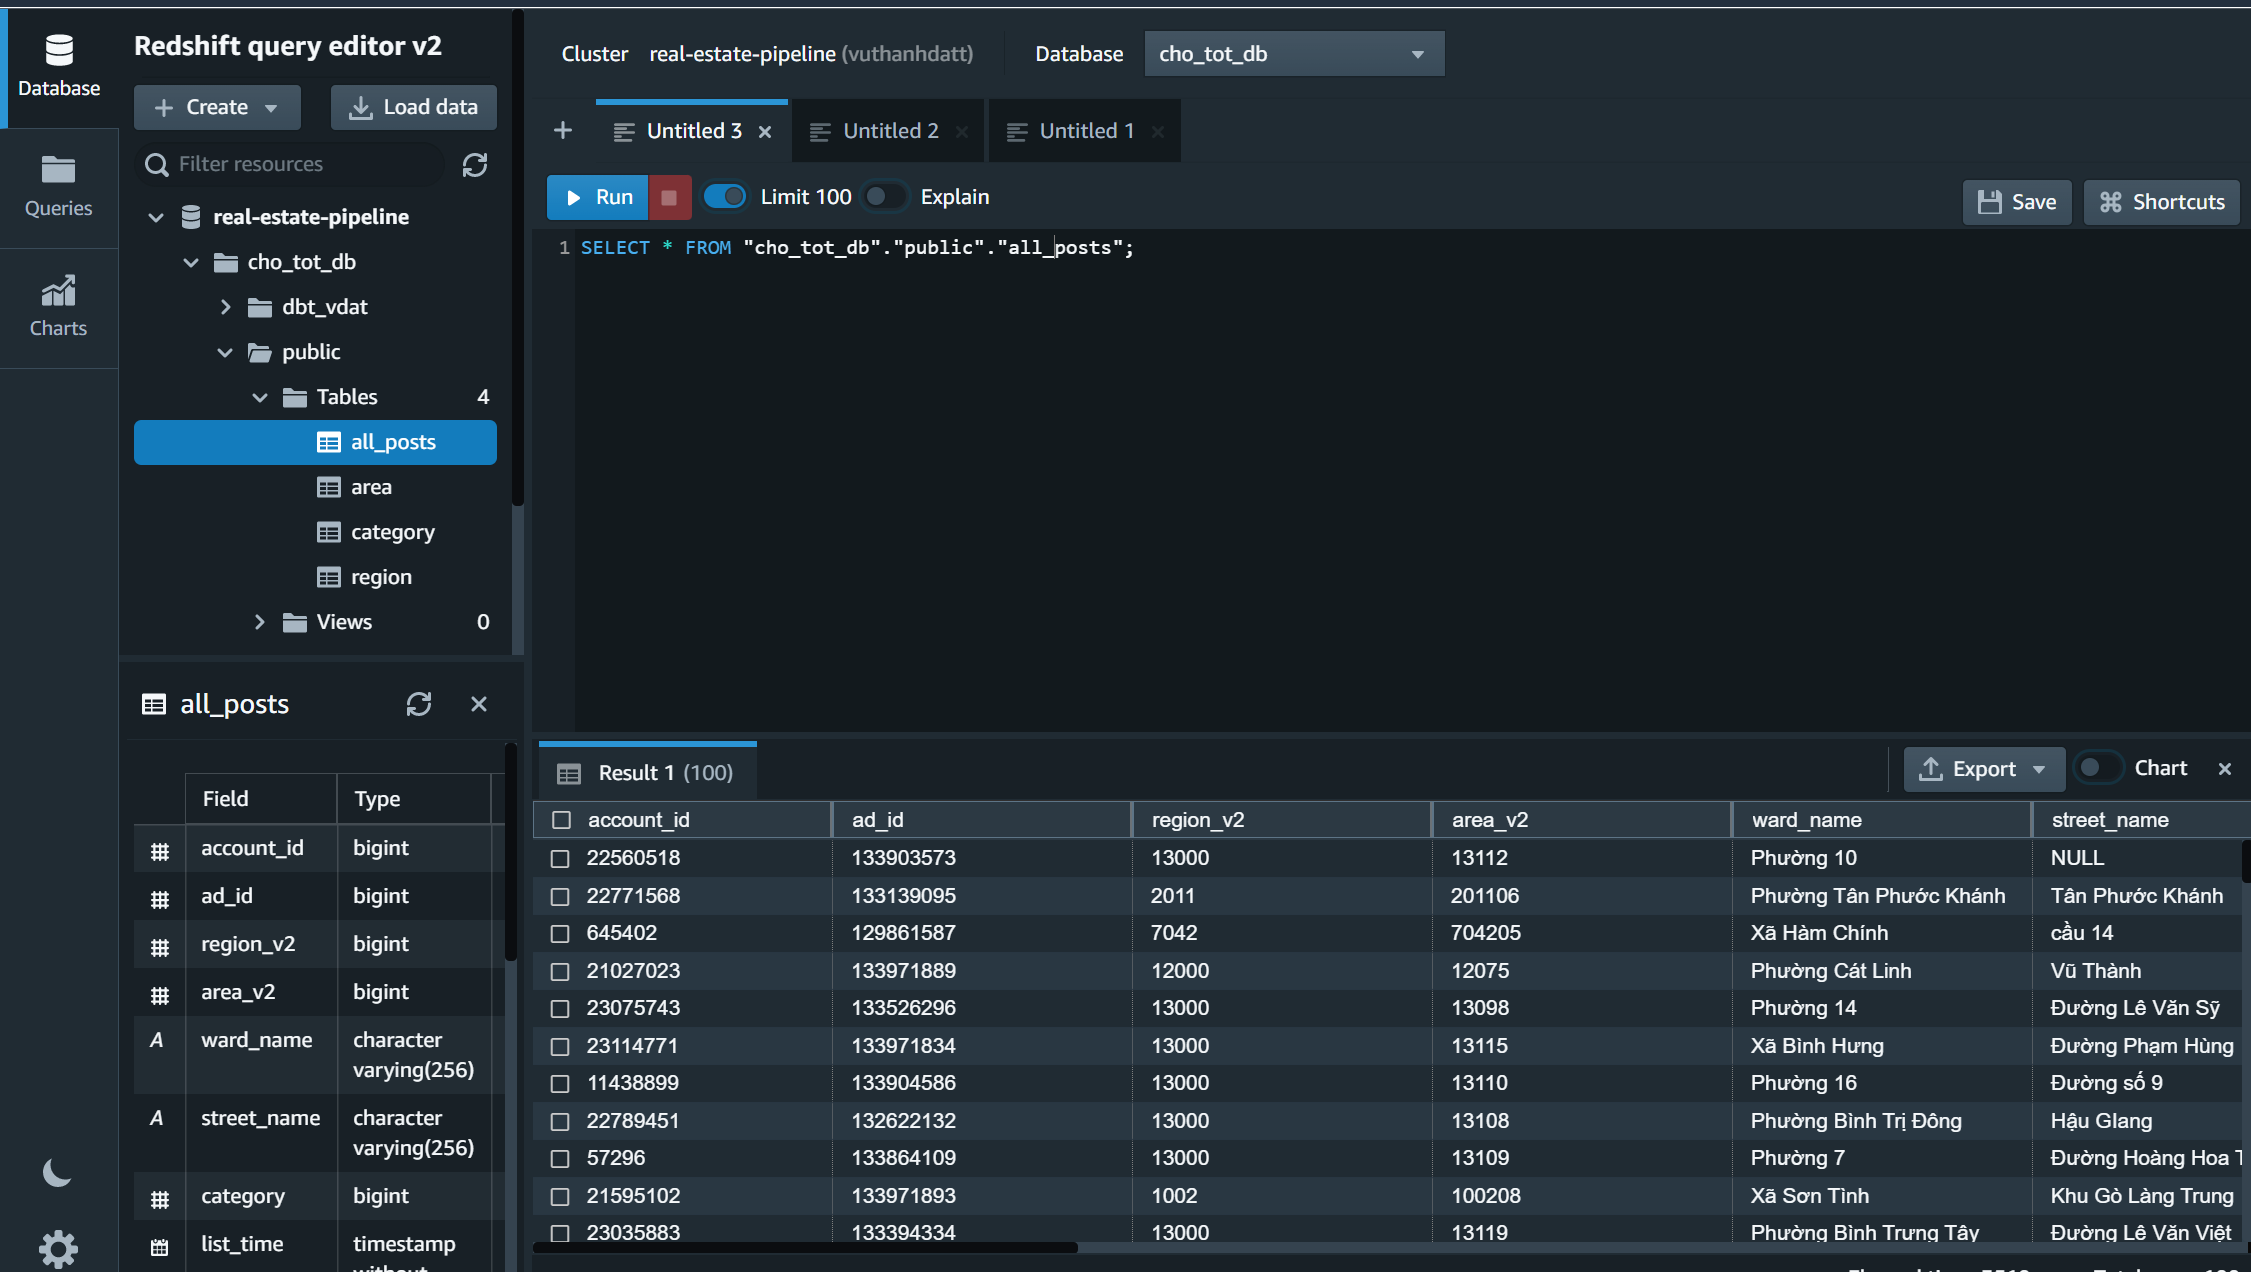 Database
Queries
Charts
Redshift query editor v2
Create
Load data
Filter resources
real-estate-pipeline
cho_tot_db
dbt_vdat
public
Tables 4
all_posts
area
category
region
Views 0
all_posts
Field Type
account_id bigint
ad_id bigint
region_v2 bigint
area_v2 bigint
ward_name character
varying(256)
street_name character
varying(256)
category bigint
list_time timestamp
Cluster real-estate-pipeline (vuthanhdatt) Database cho_tot_db
Untitled 3 Untitled 2 Untitled 1
Run Limit 100 Explain Save Shortcuts
1 SELECT * FROM "cho_tot_db"."public"."all_posts";
Result 1 (100) Export Chart
account_id ad_id region_v2 area_v2 ward_name street_name
22560518 133903573 13000 13112 Phường 10 NULL
22771568 133139095 2011 201106 Phường Tân Phước Khánh Tân Phước Khánh
645402 129861587 7042 704205 Xã Hàm Chính cầu 14
21027023 133971889 12000 12075 Phường Cát Linh Vũ Thành
23075743 133526296 13000 13098 Phường 14 Đường Lê Văn Sỹ
23114771 133971834 13000 13115 Xã Bình Hưng Đường Phạm Hùng
11438899 133904586 13000 13110 Phường 16 Đường số 9
22789451 132622132 13000 13108 Phường Bình Trị Đông Hậu GIang
57296 133864109 13000 13109 Phường 7 Đường Hoàng Hoa
21595102 133971893 1002 100208 Xã Sơn Tình Khu Gò Làng Trung
23035883 133394334 13000 13119 Phường Bình Trưng Tây Đường Lê Văn Việt